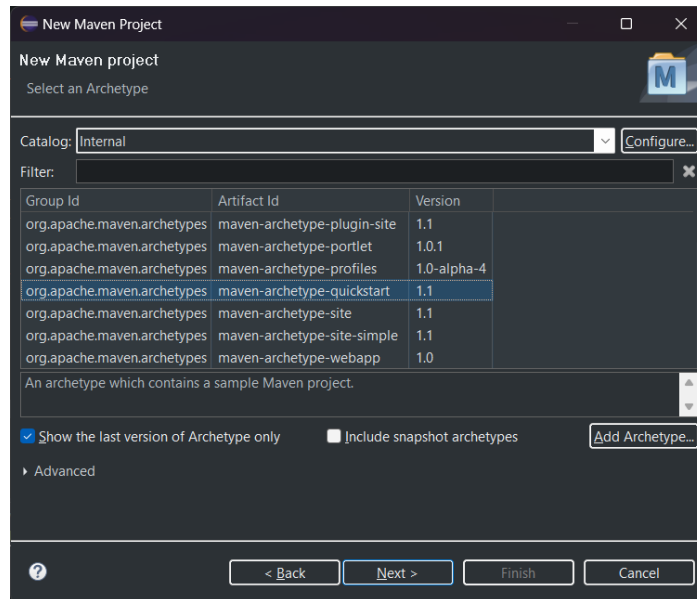 New Maven Project
New Maven project
Select an Archetype
M
Catalog: Internal Configure...
Filter:
Group Id Artifact Id Version
org.apache.maven.archetypes maven-archetype-plugin-site 1.1
org.apache.maven.archetypes maven-archetype-portlet 1.0.1
org.apache.maven.archetypes maven-archetype-profiles 1.0-alpha-4
org.apache.maven.archetypes maven-archetype-quickstart 1.1
org.apache.maven.archetypes maven-archetype-site 1.1
org.apache.maven.archetypes maven-archetype-site-simple 1.1
org.apache.maven.archetypes maven-archetype-webapp 1.0
An archetype which contains a sample Maven project.
Show the last version of Archetype only Include snapshot archetypes Add Archetype...
Advanced
? < Back Next > Finish Cancel